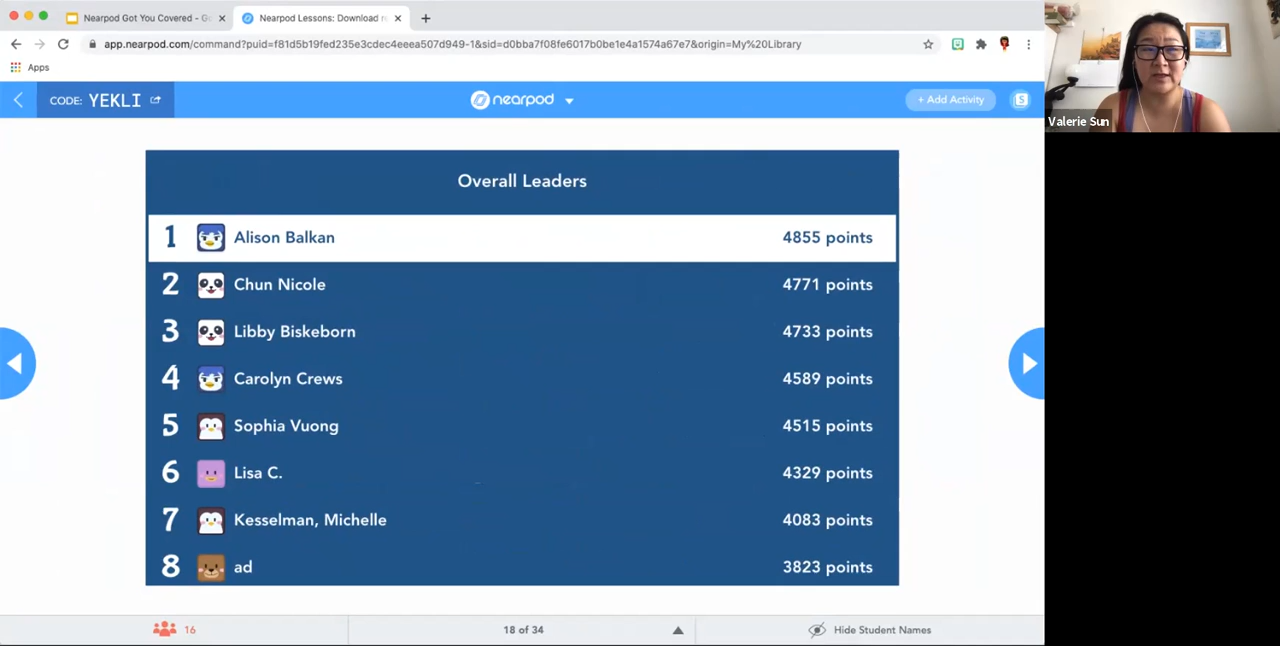 Nearpod Got You Covered - Go
Nearpod Lessons: Download re
app.nearpod.com/command?puid=f81d5b19fed235e3cdec4eeea507d949-1&sid=d0bba7f08fe6017b0be1e4a1574a67e7&origin=My%20Library
Apps
CODE: YEKLI
nearpod
+ Add Activity
S
Valerie Sun
Overall Leaders
1 Alison Balkan 4855 points
2 Chun Nicole 4771 points
3 Libby Biskeborn 4733 points
4 Carolyn Crews 4589 points
5 Sophia Vuong 4515 points
6 Lisa C. 4329 points
7 Kesselman, Michelle 4083 points
8 ad 3823 points
16
18 of 34
Hide Student Names